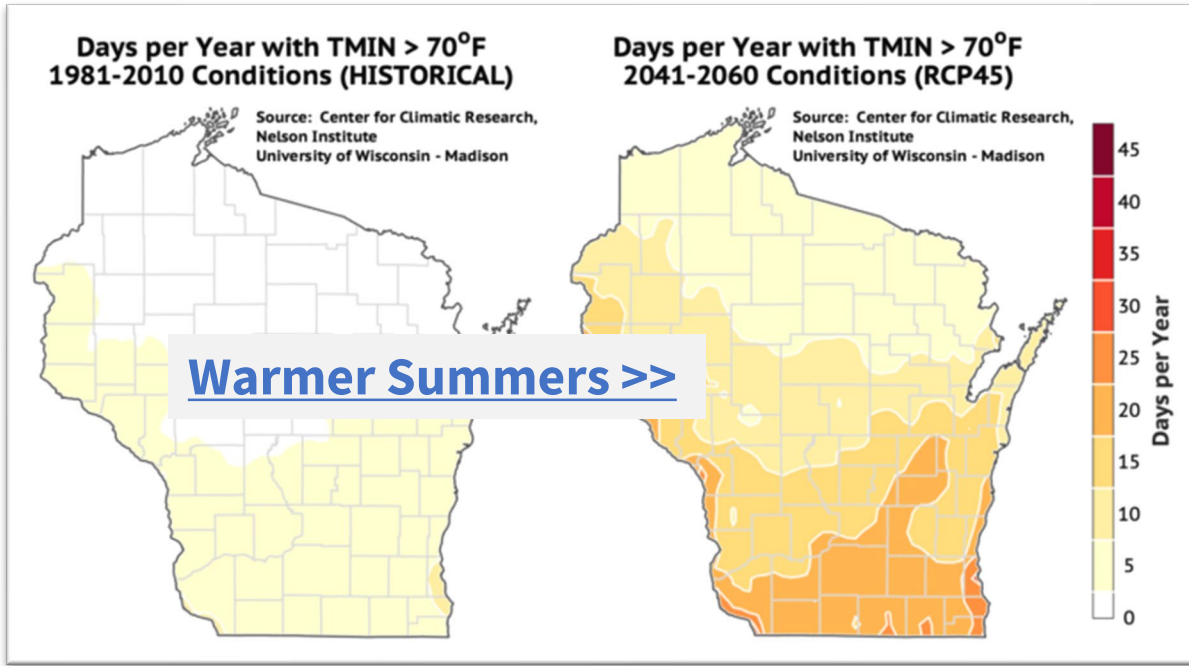 Days per Year with TMIN > 70°F
1981-2010 Conditions (HISTORICAL)
Source: Center for Climatic Research,
Nelson Institute
University of Wisconsin - Madison
Days per Year with TMIN > 70°F
2041-2060 Conditions (RCP45)
Source: Center for Climatic Research,
Nelson Institute
University of Wisconsin - Madison
Warmer Summers >>
45
40
35
30
25
20
15
10
5
0
Days per Year